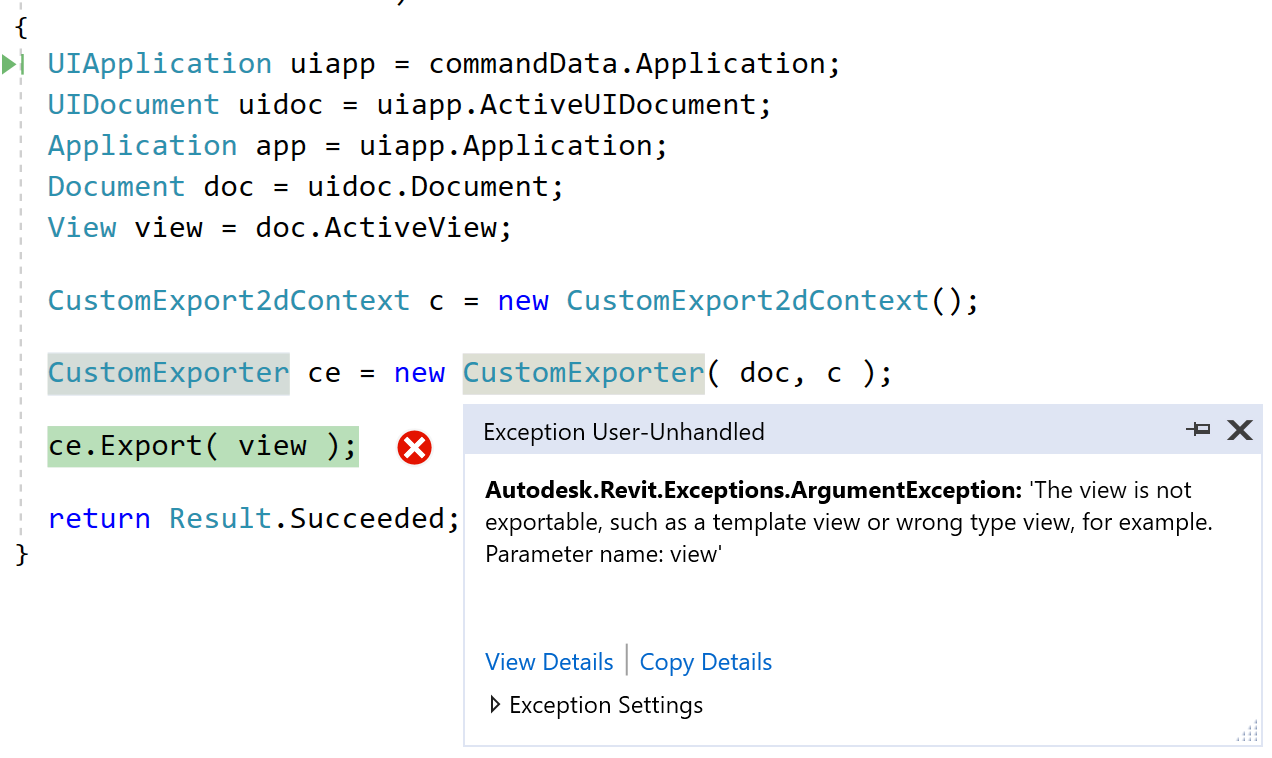 {
UIApplication uiapp = commandData.Application;
UIDocument uidoc = uiapp.ActiveUIDocument;
Application app = uiapp.Application;
Document doc = uidoc.Document;
View view = doc.ActiveView;
CustomExport2dContext c = new CustomExport2dContext();
CustomExporter ce = new CustomExporter( doc, c );
ce.Export( view );
Exception User-Unhandled
Autodesk.Revit.Exceptions.ArgumentException: 'The view is not
exportable, such as a template view or wrong type view, for example.
Parameter name: view'
return Result.Succeeded;
}
View Details | Copy Details
Exception Settings